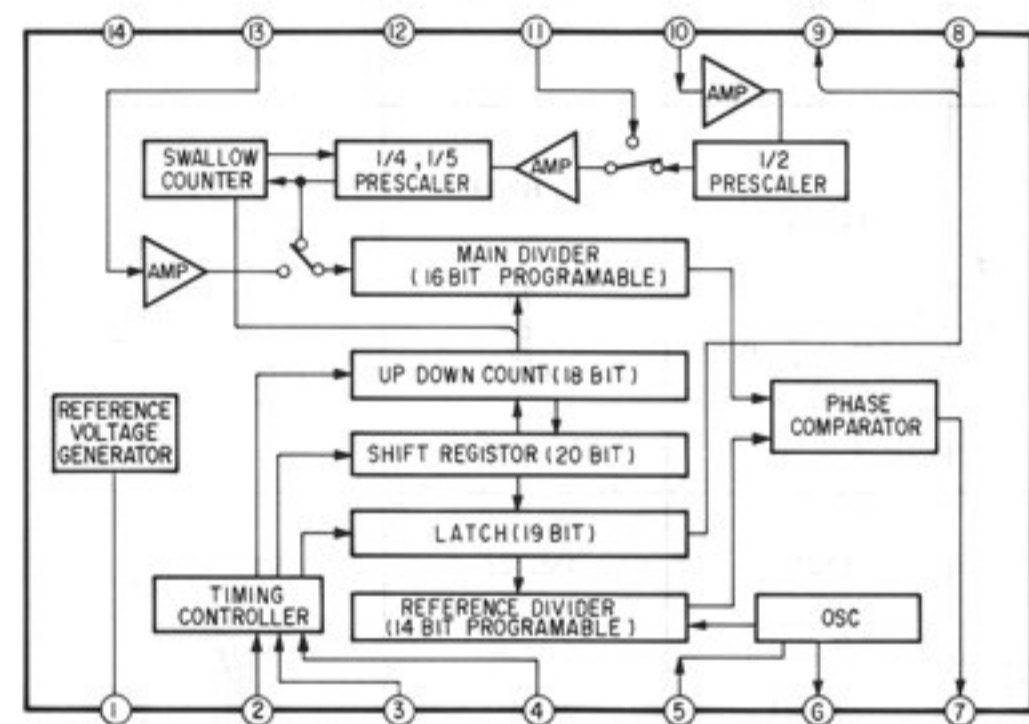 14 13 12 11 10 9 8
AMP
SWALLOW
COUNTER
1/4, 1/5
PRESCALER
AMP
1/2
PRESCALER
AMP
MAIN DIVIDER
(16 BIT PROGRAMABLE)
UP DOWN COUNT (18 BIT)
REFERENCE
VOLTAGE
GENERATOR
PHASE
COMPARATOR
SHIFT REGISTOR (20 BIT)
LATCH (19 BIT)
TIMING
CONTROLLER
REFERENCE DIVIDER
(14 BIT PROGRAMABLE)
OSC
1 2 3 4 5 6 7